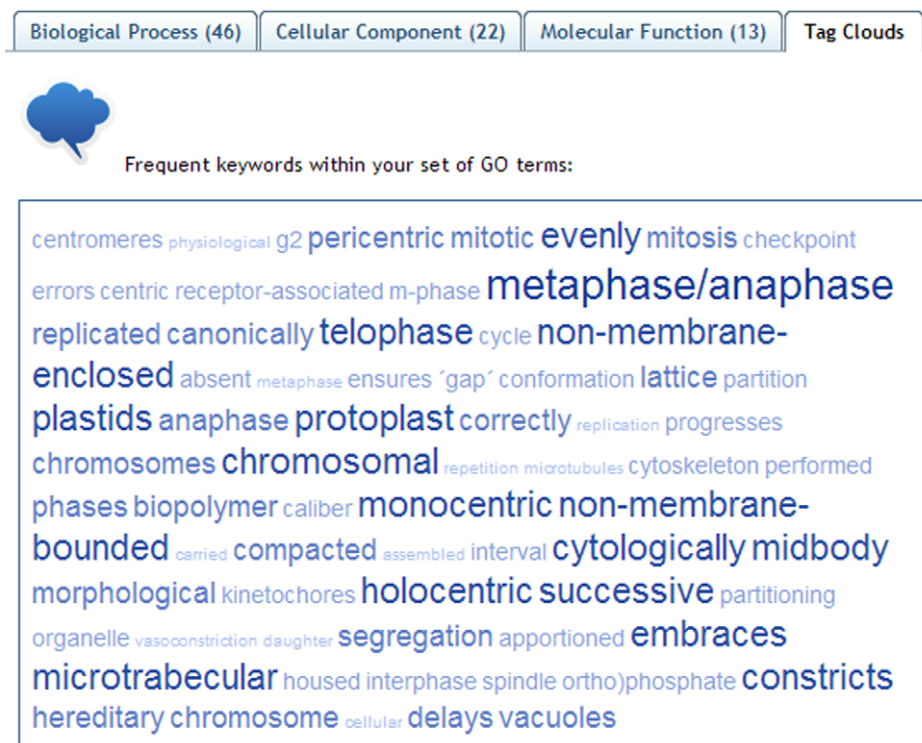 Biological Process (46) Cellular Component (22) Molecular Function (13) Tag Clouds
Frequent keywords within your set of GO terms:
centromeres physiological g2 pericentric mitotic evenly mitosis checkpoint
errors centric receptor-associated m-phase metaphase/anaphase
replicated canonically telophase cycle non-membrane-
enclosed absent metaphase ensures ´gap´ conformation lattice partition
plastids anaphase protoplast correctly replication progresses
chromosomes chromosomal repetition microtubules cytoskeleton performed
phases biopolymer caliber monocentric non-membrane-
bounded carried compacted assembled interval cytologically midbody
morphological kinetochores holocentric successive partitioning
organelle vasoconstriction daughter segregation apportioned embraces
microtrabecular housed interphase spindle ortho)phosphate constricts
hereditary chromosome cellular delays vacuoles